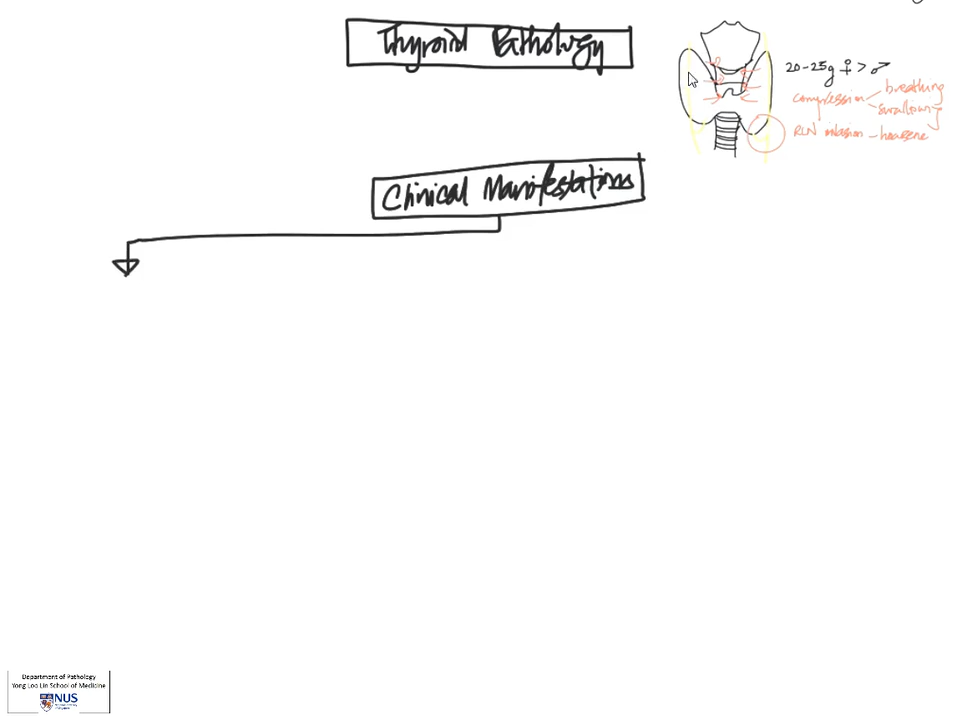 Thyroid Pathology
20-25g ♀ > ♂
compression
breathing
swallowing
RLN invasion - hoarsene
Clinical Manifestations
Department of Pathology
Yong Loo Lin School of Medicine
NUS